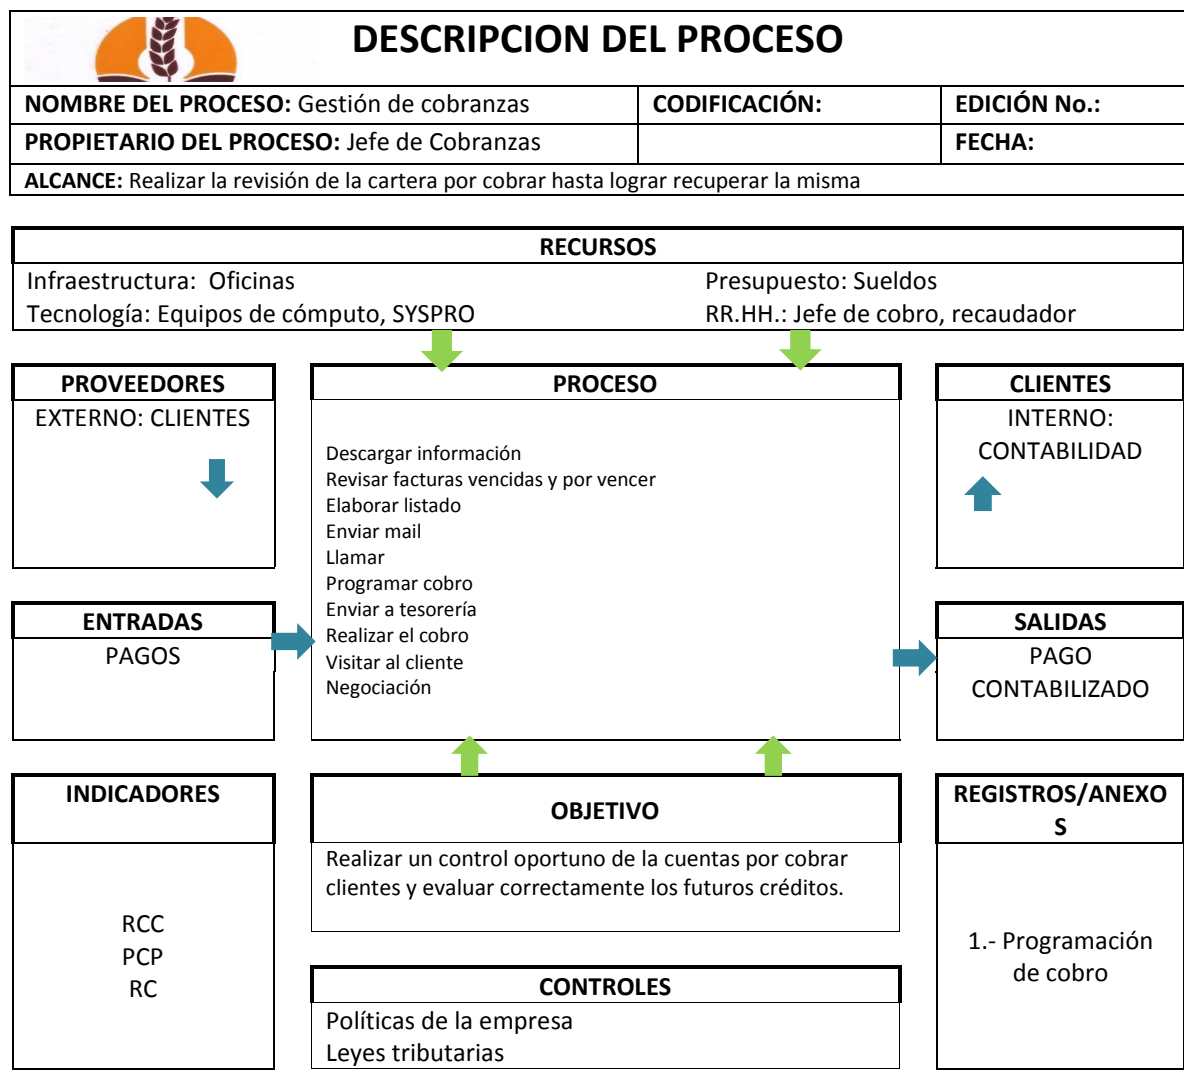 DESCRIPCION DEL PROCESO
NOMBRE DEL PROCESO: Gestión de cobranzas
CODIFICACIÓN:
EDICIÓN No.:
PROPIETARIO DEL PROCESO: Jefe de Cobranzas
FECHA:
ALCANCE: Realizar la revisión de la cartera por cobrar hasta lograr recuperar la misma
RECURSOS
Infraestructura: Oficinas
Presupuesto: Sueldos
Tecnología: Equipos de cómputo, SYSPRO
RR.HH.: Jefe de cobro, recaudador
PROVEEDORES
EXTERNO: CLIENTES
PROCESO
Descargar información
Revisar facturas vencidas y por vencer
Elaborar listado
Enviar mail
Llamar
Programar cobro
Enviar a tesorería
Realizar el cobro
Visitar al cliente
Negociación
CLIENTES
INTERNO:
CONTABILIDAD
ENTRADAS
PAGOS
SALIDAS
PAGO
CONTABILIZADO
INDICADORES
RCC
PCP
RC
OBJETIVO
Realizar un control oportuno de la cuentas por cobrar
clientes y evaluar correctamente los futuros créditos.
CONTROLES
Políticas de la empresa
Leyes tributarias
REGISTROS/ANEXO
S
1.- Programación
de cobro